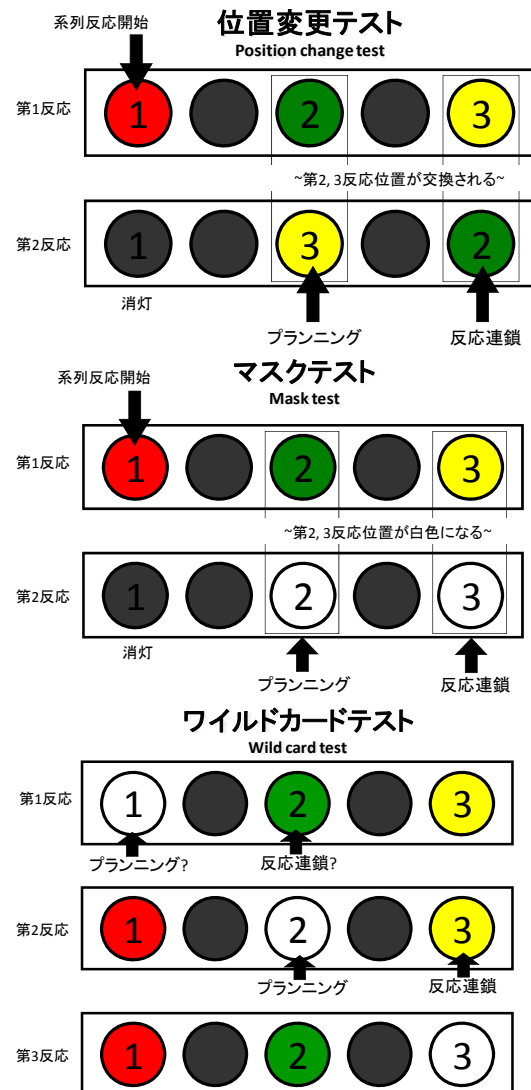 位置変更テスト
Position change test
系列反応開始
第1反応
1
2
3
~第2, 3反応位置が交換される~
第2反応
1
3
2
消灯
プランニング
反応連鎖
マスクテスト
Mask test
系列反応開始
第1反応
1
2
3
~第2, 3反応位置が白色になる~
第2反応
1
2
3
消灯
プランニング
反応連鎖
ワイルドカードテスト
Wild card test
第1反応
1
2
3
プランニング?
反応連鎖?
第2反応
1
2
3
プランニング
反応連鎖
第3反応
1
2
3